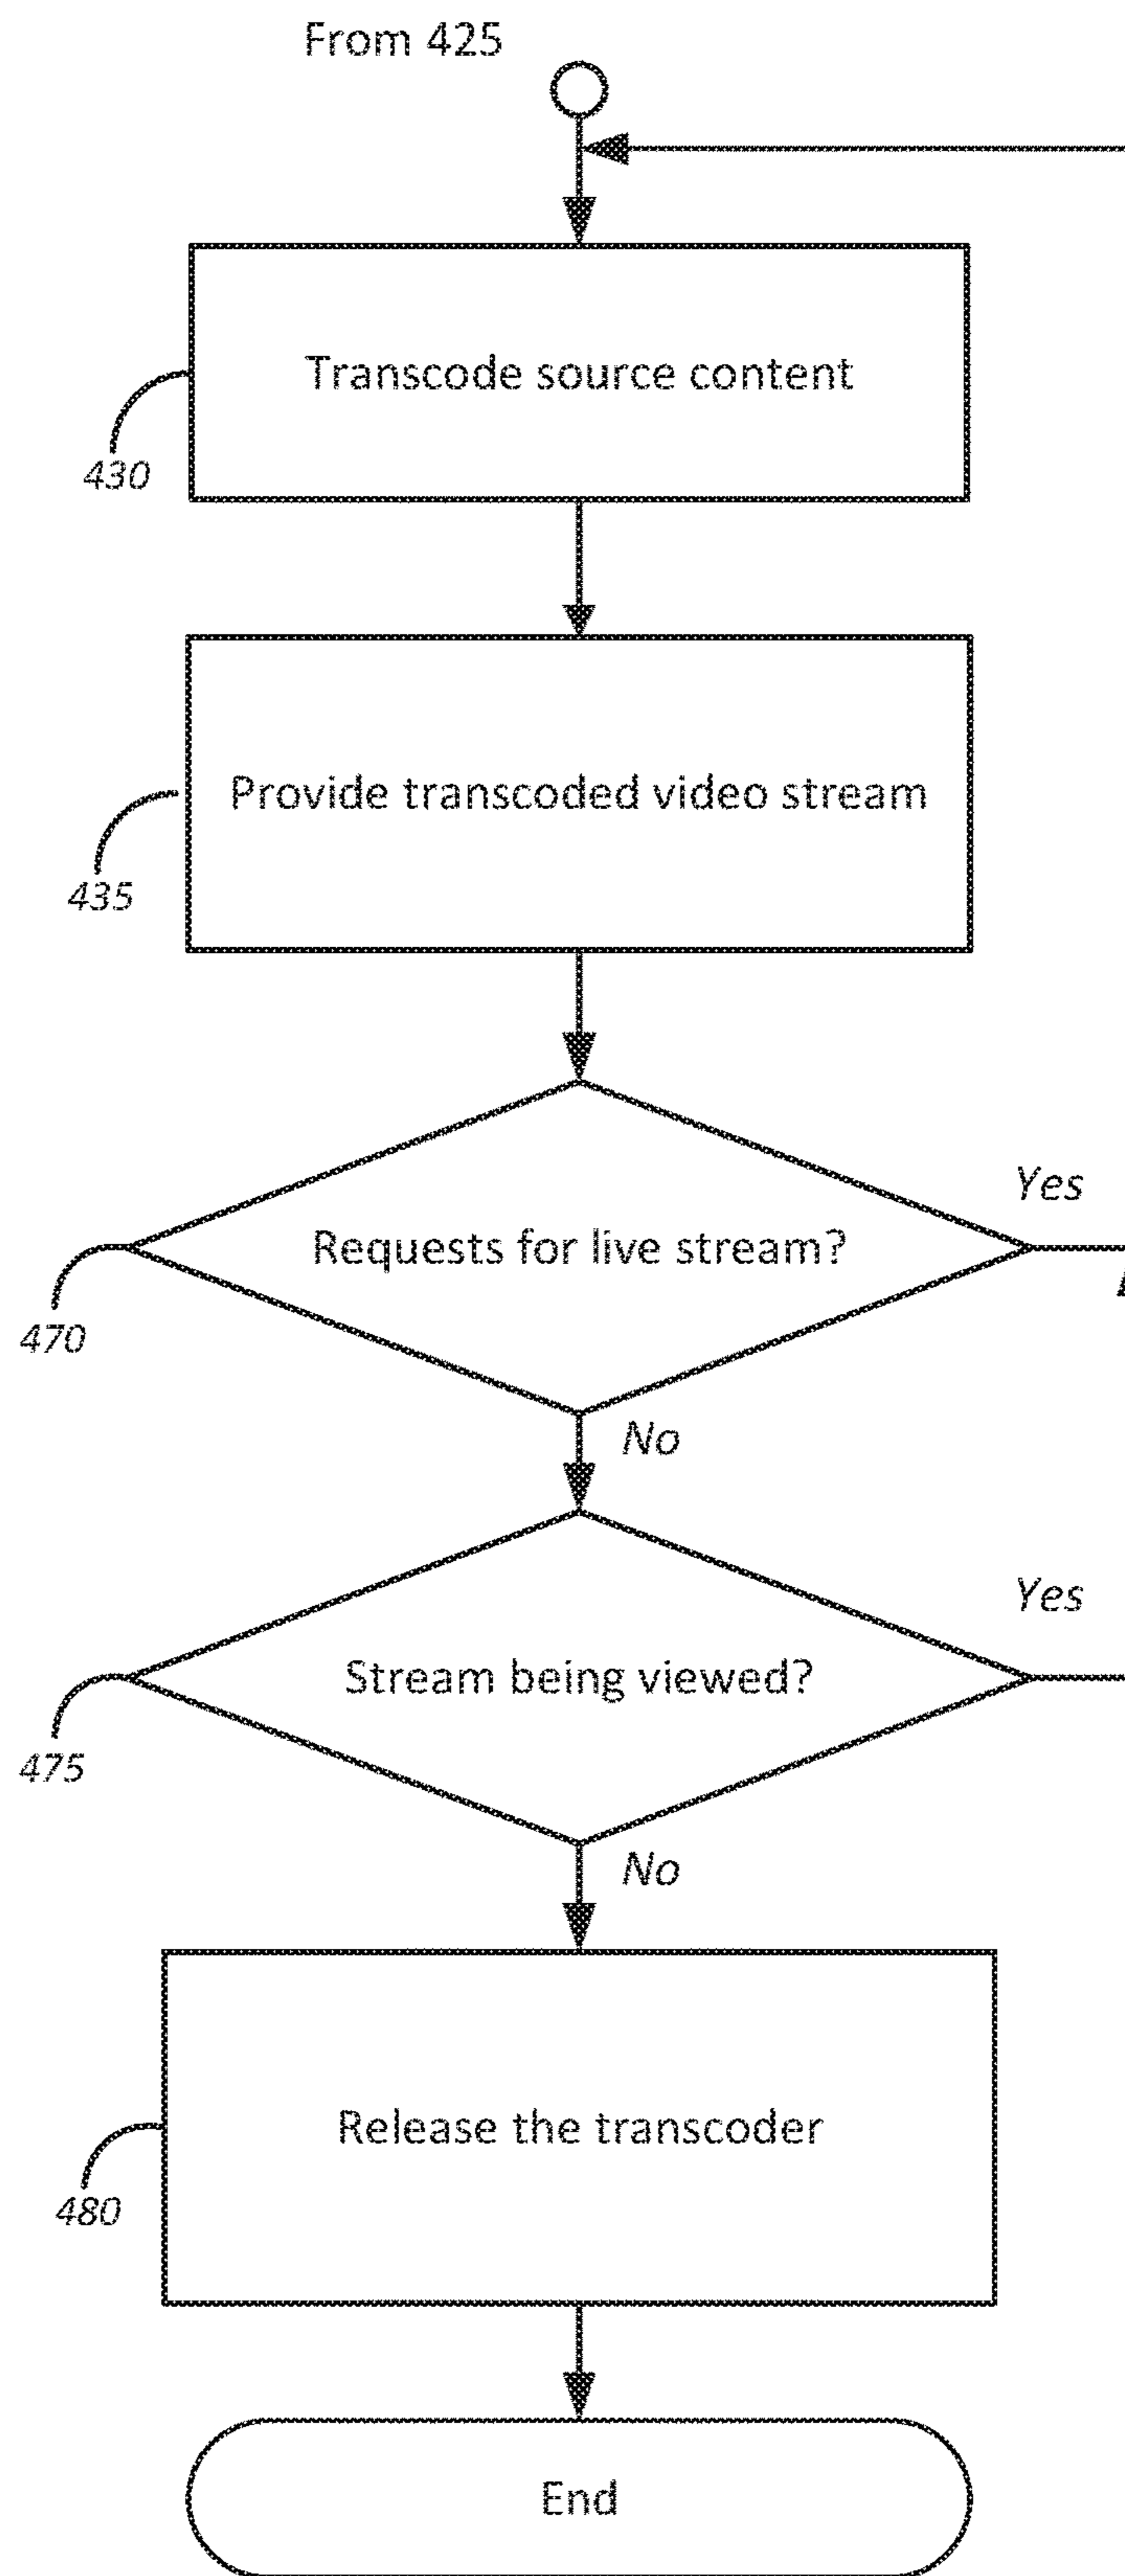 From 425
Transcode source content
430
Provide transcoded video stream
435
Yes
Requests for live stream?
470
No
Yes
Stream being viewed?
475
No
Release the transcoder
480
End